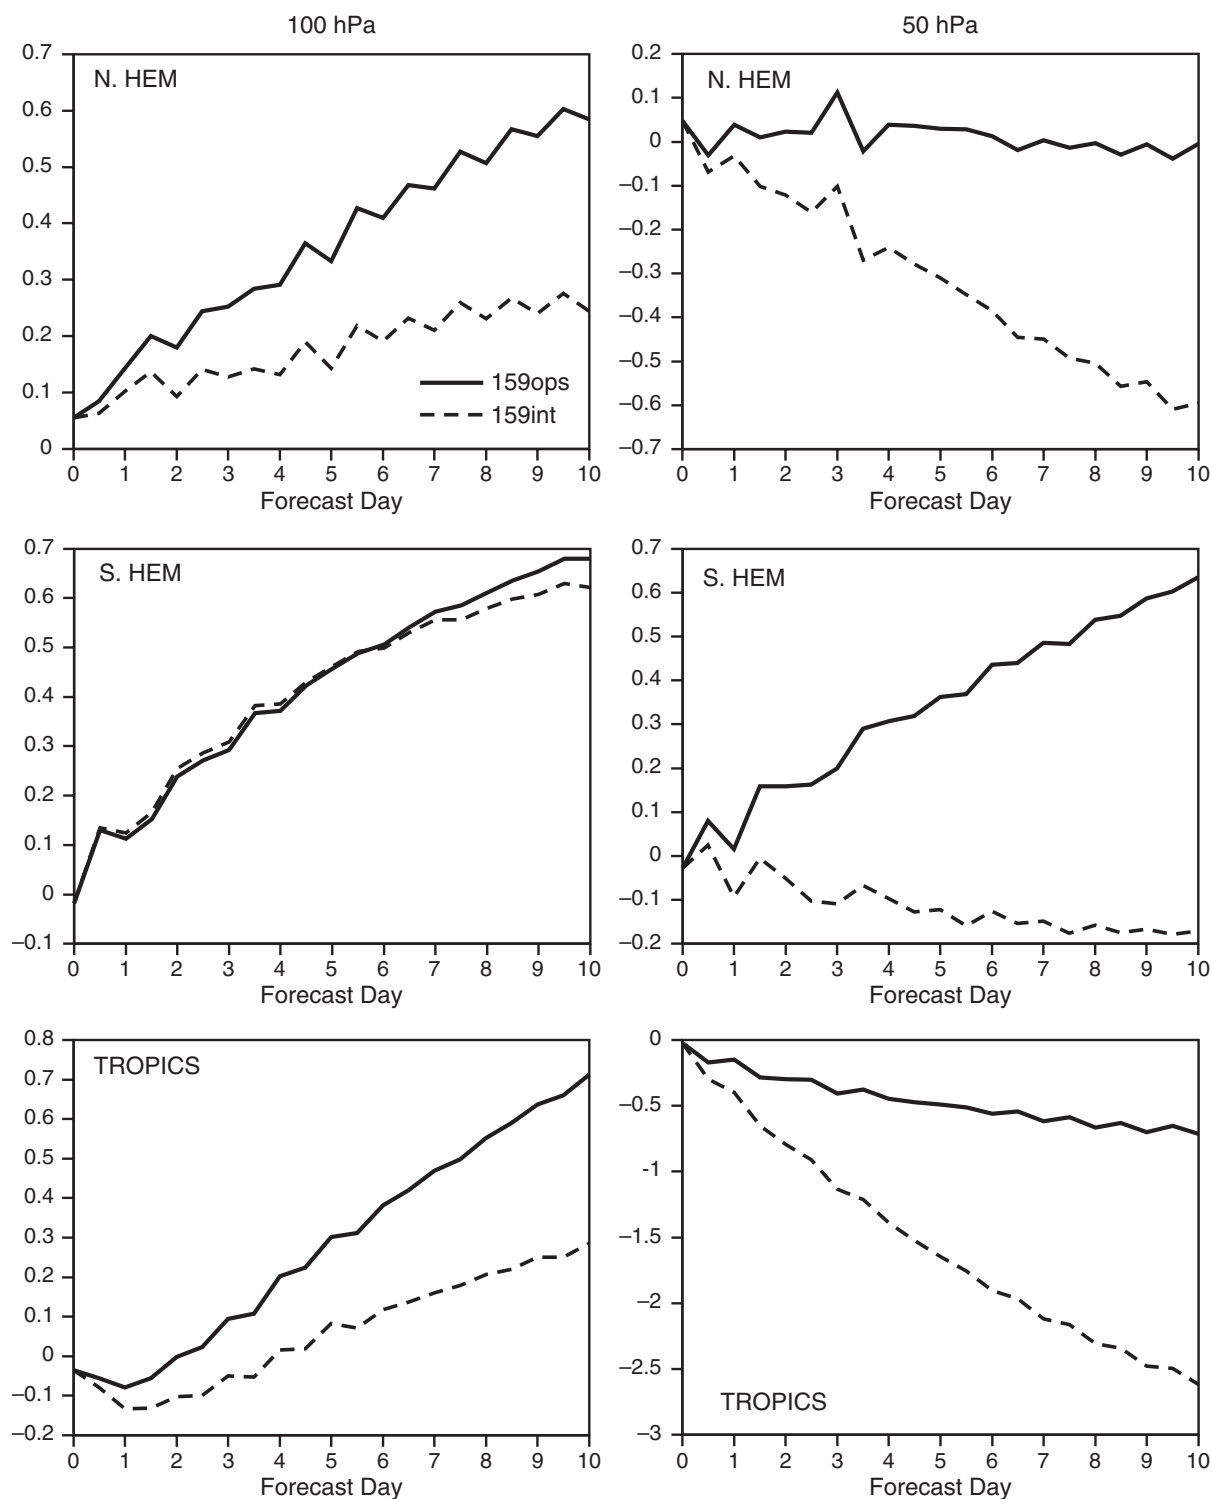 100 hPa
50 hPa
0.7
0.6
0.5
0.4
0.3
0.2
0.1
0
N. HEM
159ops
159int
0 1 2 3 4 5 6 7 8 9 10
Forecast Day
0.2
0.1
0
–0.1
–0.2
–0.3
–0.4
–0.5
–0.6
–0.7
N. HEM
0 1 2 3 4 5 6 7 8 9 10
Forecast Day
0.7
0.6
0.5
0.4
0.3
0.2
0.1
0
–0.1
S. HEM
0 1 2 3 4 5 6 7 8 9 10
Forecast Day
0.7
0.6
0.5
0.4
0.3
0.2
0.1
0
–0.1
–0.2
S. HEM
0 1 2 3 4 5 6 7 8 9 10
Forecast Day
0.8
0.7
0.6
0.5
0.4
0.3
0.2
0.1
0
–0.1
–0.2
TROPICS
0 1 2 3 4 5 6 7 8 9 10
Forecast Day
0
–0.5
-1
–1.5
–2
–2.5
–3
TROPICS
0 1 2 3 4 5 6 7 8 9 10
Forecast Day